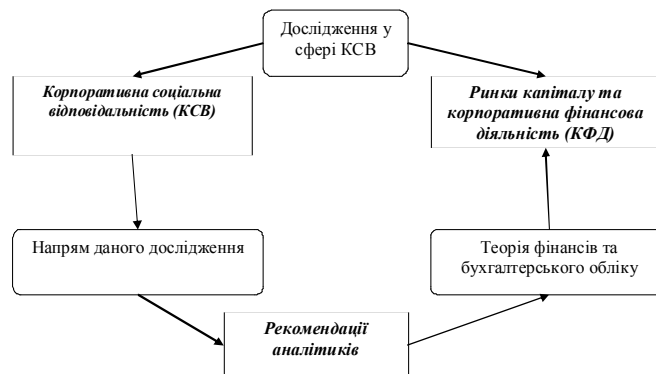 Дослідження у
сфері КСВ
Корпоративна соціальна
відповідальність (КСВ)
Ринки капіталу та
корпоративна фінансова
діяльність (КФД)
Напрям даного дослідження
Теорія фінансів та
бухгалтерського обліку
Рекомендації
аналітиків